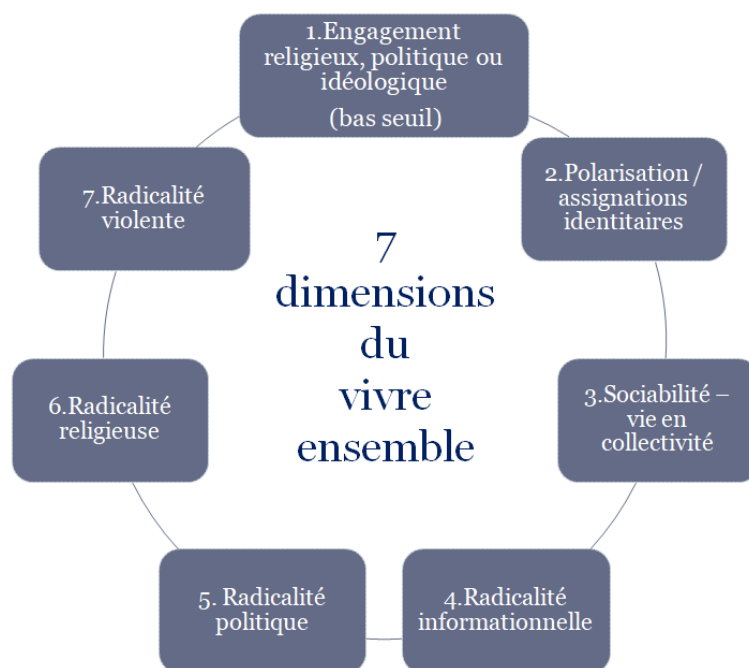 1.Engagement
religieux, politique ou
idéologique
(bas seuil)
2.Polarisation /
assignations
identitaires
3.Sociabilité –
vie en
collectivité
4.Radicalité
informationnelle
5. Radicalité
politique
6.Radicalité
religieuse
7.Radicalité
violente
7
dimensions
du
vivre
ensemble